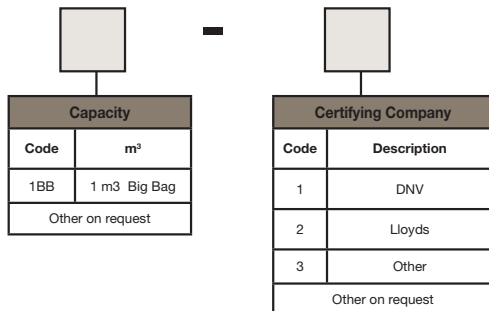 -
Capacity
Code m³
1BB 1 m3 Big Bag
Other on request
Certifying Company
Code Description
1 DNV
2 Lloyds
3 Other
Other on request